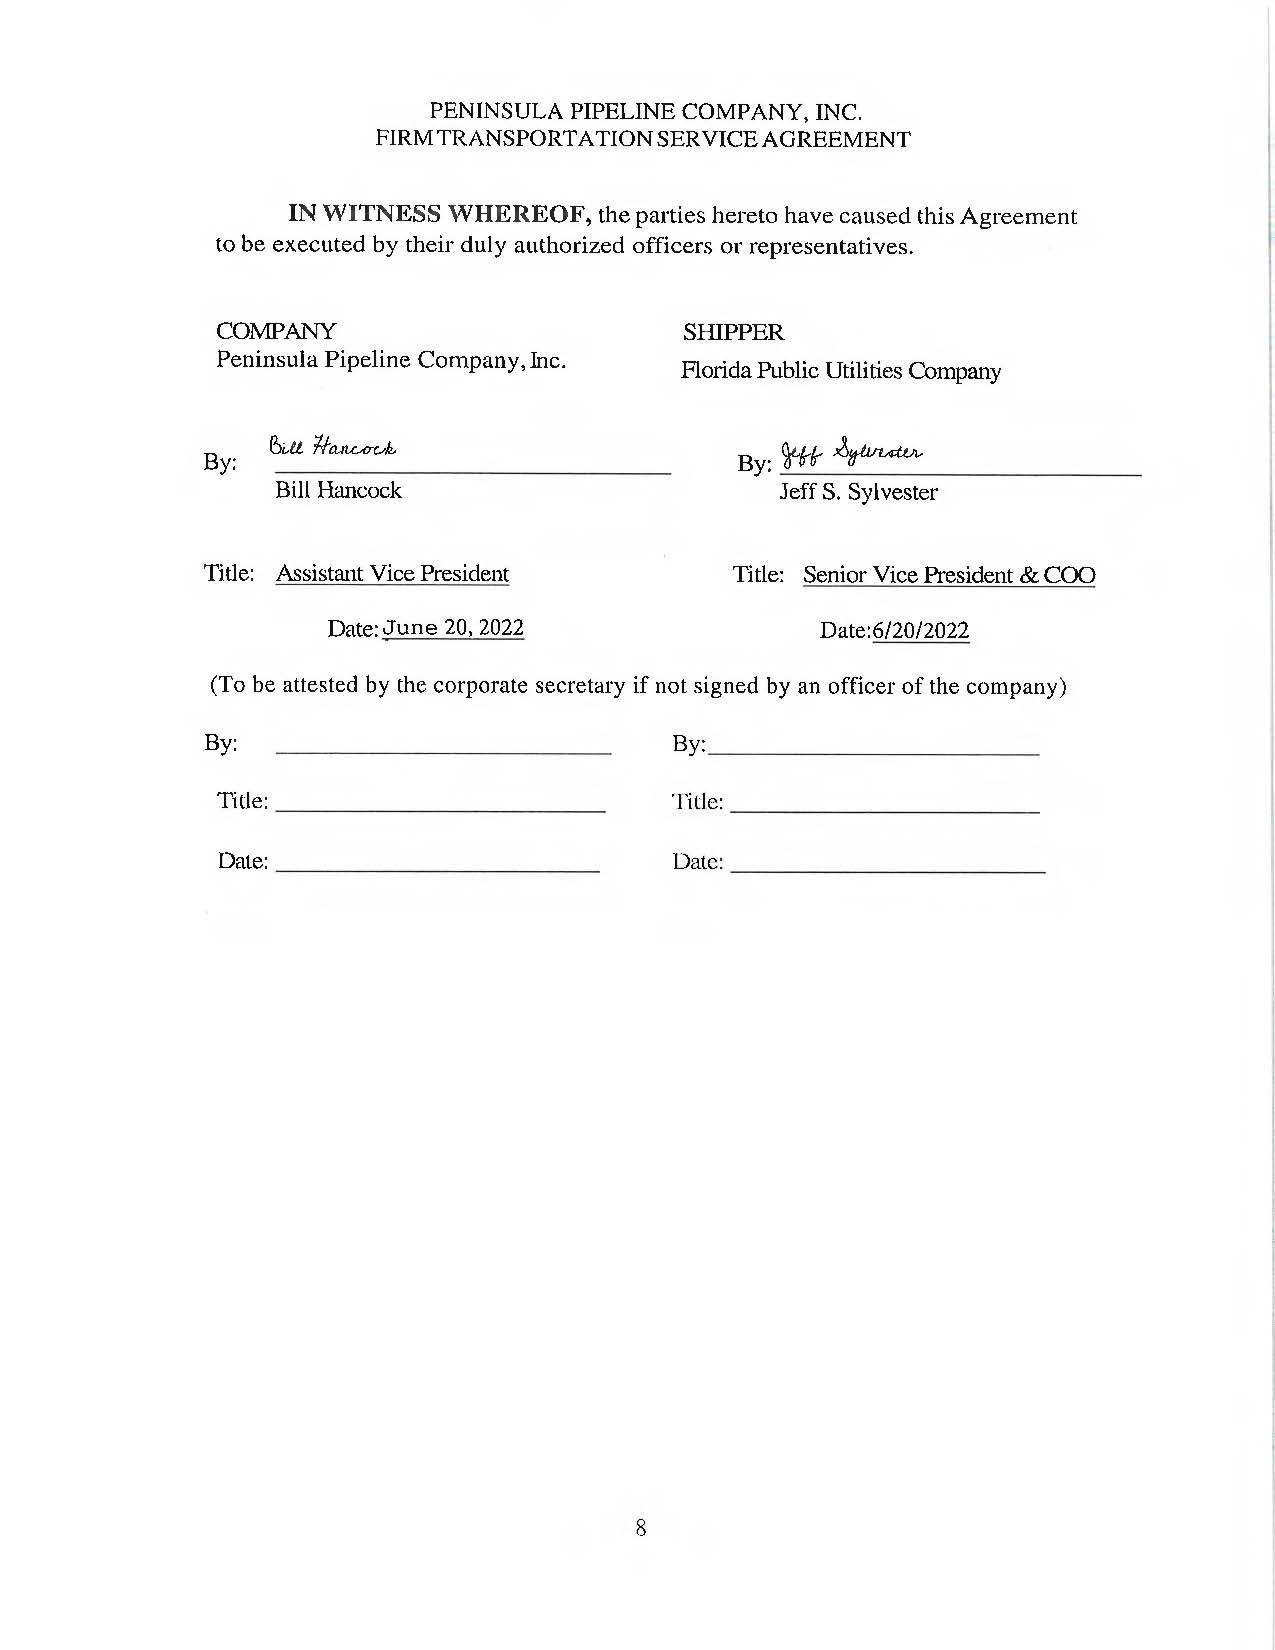 PENINSULA PIPELINE COMPANY, INC.
FIRM TRANSPORTATION SERVICE AGREEMENT
IN WITNESS WHEREOF, the parties hereto have caused this Agreement
to be executed by their duly authorized officers or representatives.
COMPANY
Peninsula Pipeline Company, Inc.
SHIPPER
Florida Public Utilities Company
By: Bill Hancock
Bill Hancock
By: Jeff Sylvester
Jeff S. Sylvester
Title: Assistant Vice President
Title: Senior Vice President & COO
Date: June 20, 2022
Date:6/20/2022
(To be attested by the corporate secretary if not signed by an officer of the company)
By:
By:
Title:
Title:
Date:
Date:
8